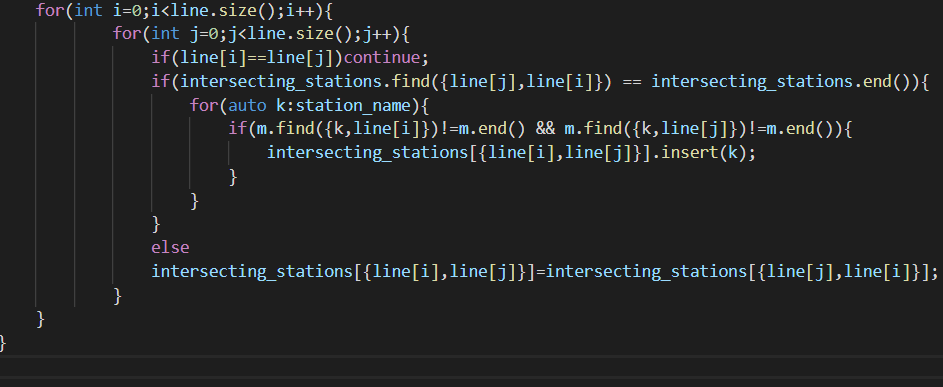 for(int i=0;i<line.size();i++){
for(int j=0;j<line.size();j++){
if(line[i]==line[j])continue;
if(intersecting_stations.find({line[j],line[i]}) == intersecting_stations.end()){
for(auto k:station_name){
if(m.find({k,line[i]})!=m.end() && m.find({k,line[j]})!=m.end()){
intersecting_stations[{line[i],line[j]}].insert(k);
}
}
}
else
intersecting_stations[{line[i],line[j]}]=intersecting_stations[{line[j],line[i]}];
}
}
}